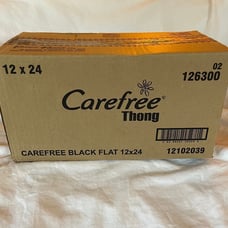 12 x 24
02
126300
Carefree®
Thong
CAREFREE BLACK FLAT 12x24
12102039